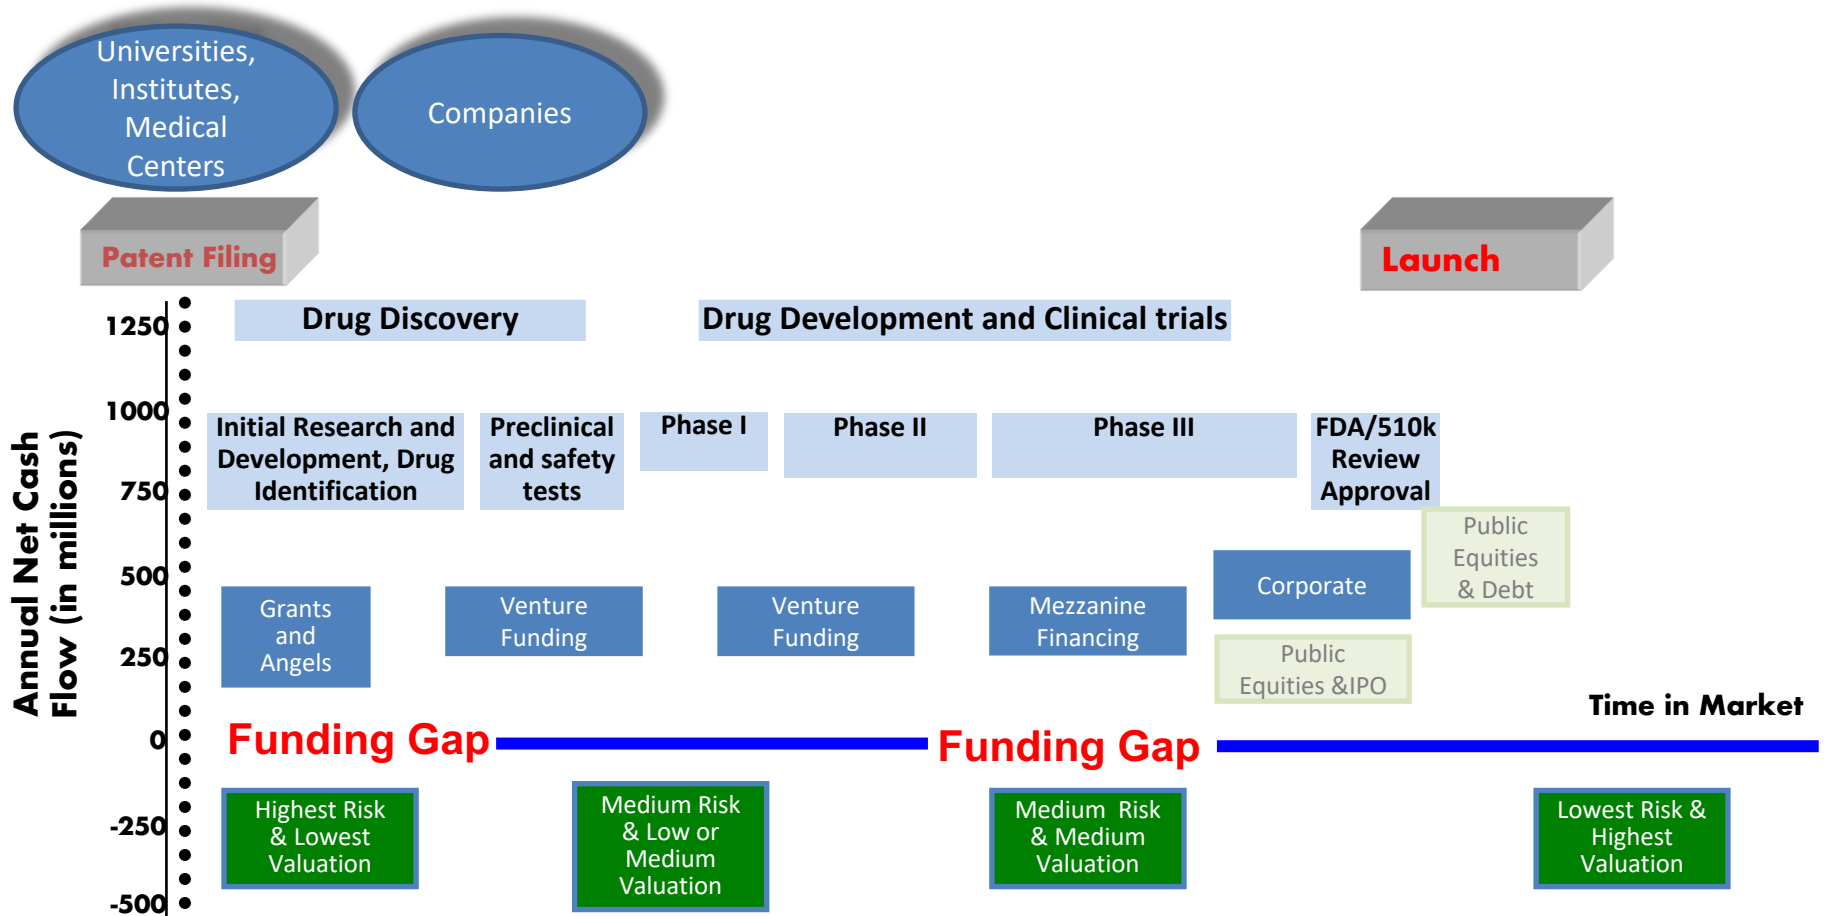 Universities,
Institutes,
Medical
Centers
Companies
Patent Filing
Launch
Drug Discovery
Drug Development and Clinical trials
Annual Net Cash
Flow (in millions)
1250
1000
750
500
250
0
-250
-500
Initial Research and
Development, Drug
Identification
Preclinical
and safety
tests
Phase I
Phase II
Phase III
FDA/510k
Review
Approval
Grants
and
Angels
Venture
Funding
Venture
Funding
Mezzanine
Financing
Corporate
Public
Equities
& Debt
Public
Equities &IPO
Time in Market
Funding Gap
Funding Gap
Highest Risk
& Lowest
Valuation
Medium Risk
& Low or
Medium
Valuation
Medium Risk
& Medium
Valuation
Lowest Risk &
Highest
Valuation